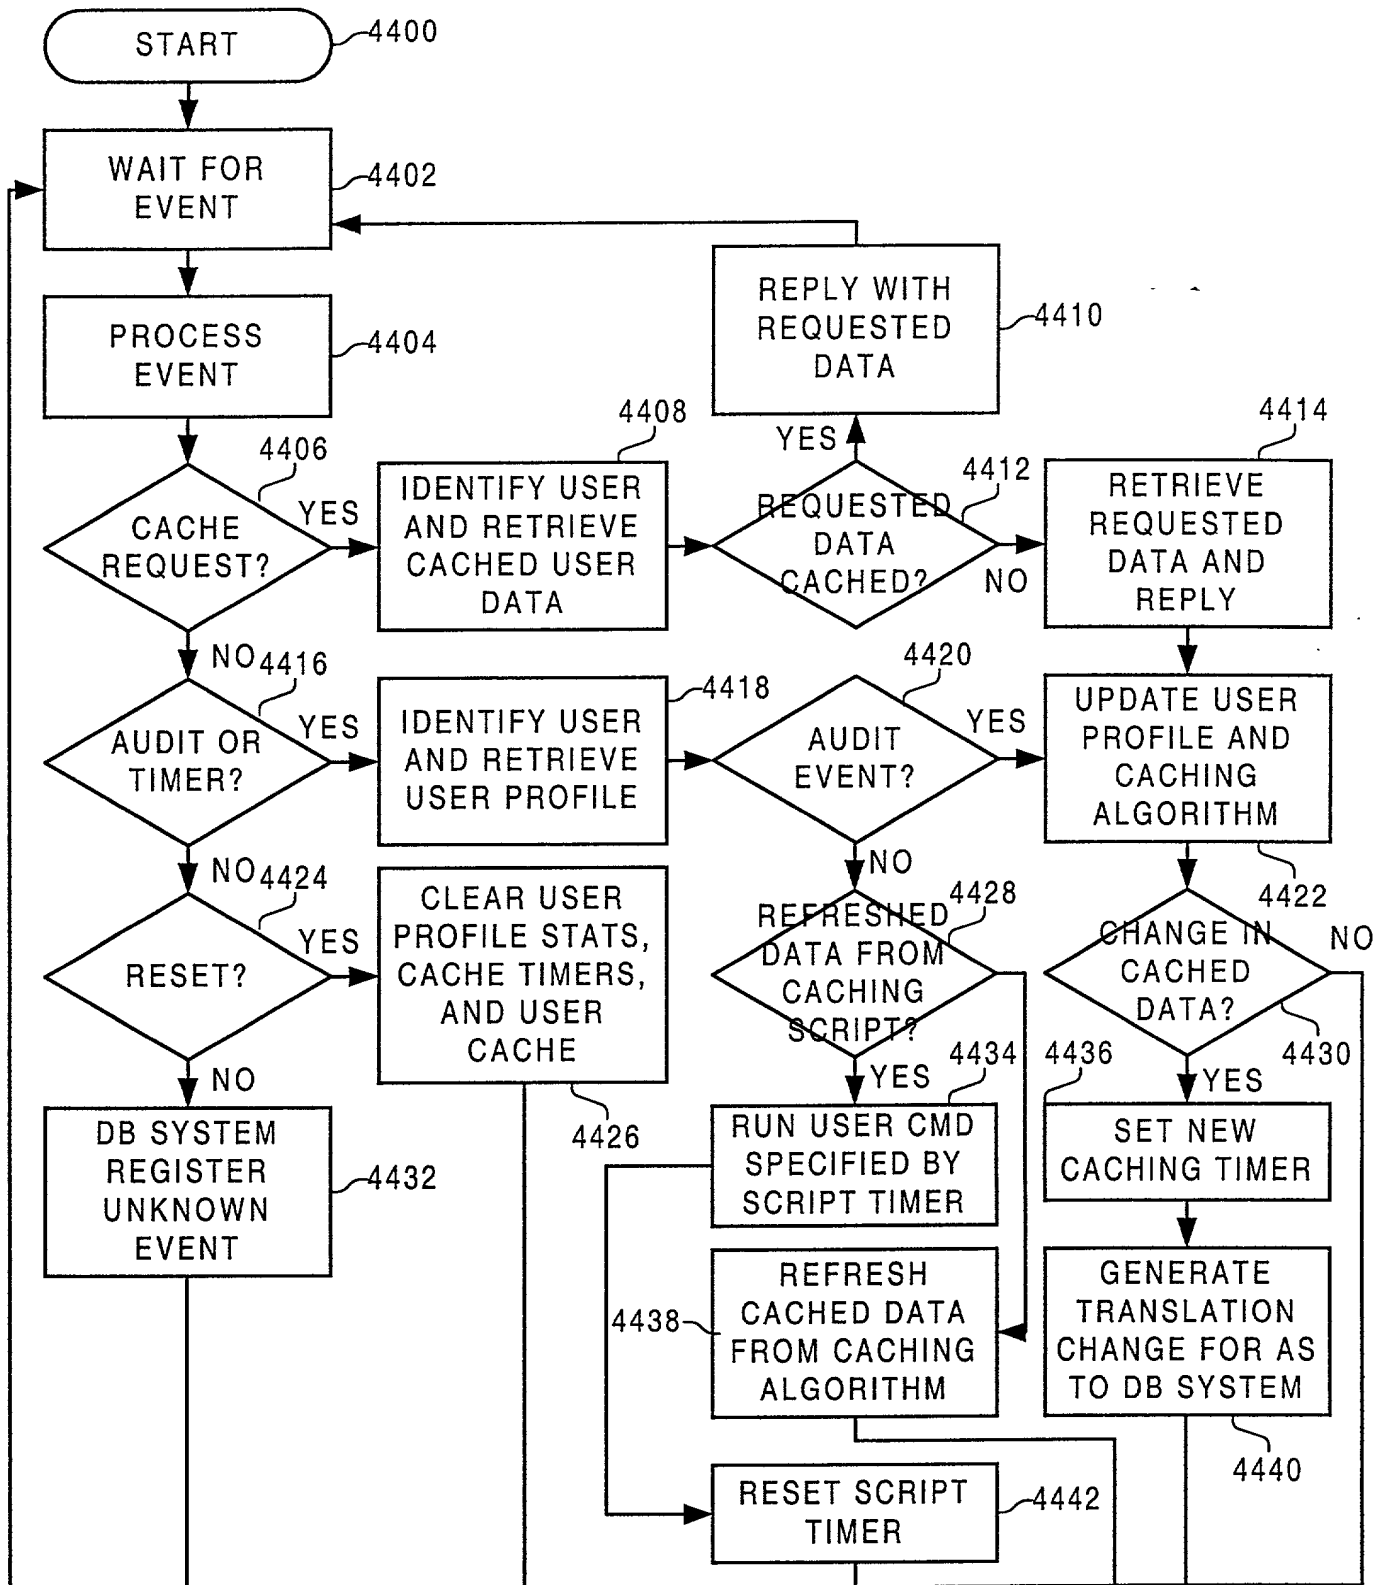 START
4400
WAIT FOR
EVENT
4402
PROCESS
EVENT
4404
REPLY WITH
REQUESTED
DATA
4410
4406
CACHE
REQUEST?
YES
4408
IDENTIFY USER
AND RETRIEVE
CACHED USER
DATA
YES
4412
REQUESTED
DATA
CACHED?
NO
4414
RETRIEVE
REQUESTED
DATA AND
REPLY
NO
4416
AUDIT OR
TIMER?
YES
4418
IDENTIFY USER
AND RETRIEVE
USER PROFILE
4420
AUDIT
EVENT?
YES
UPDATE USER
PROFILE AND
CACHING
ALGORITHM
4422
NO
4424
RESET?
YES
CLEAR USER
PROFILE STATS,
CACHE TIMERS,
AND USER
CACHE
4426
NO
4428
REFRESHED
DATA FROM
CACHING
SCRIPT?
CHANGE IN
CACHED
DATA?
NO
4430
NO
DB SYSTEM
REGISTER
UNKNOWN
EVENT
4432
YES
4434
RUN USER CMD
SPECIFIED BY
SCRIPT TIMER
4436
YES
SET NEW
CACHING TIMER
4438
REFRESH
CACHED DATA
FROM CACHING
ALGORITHM
GENERATE
TRANSLATION
CHANGE FOR AS
TO DB SYSTEM
4440
RESET SCRIPT
TIMER
4442